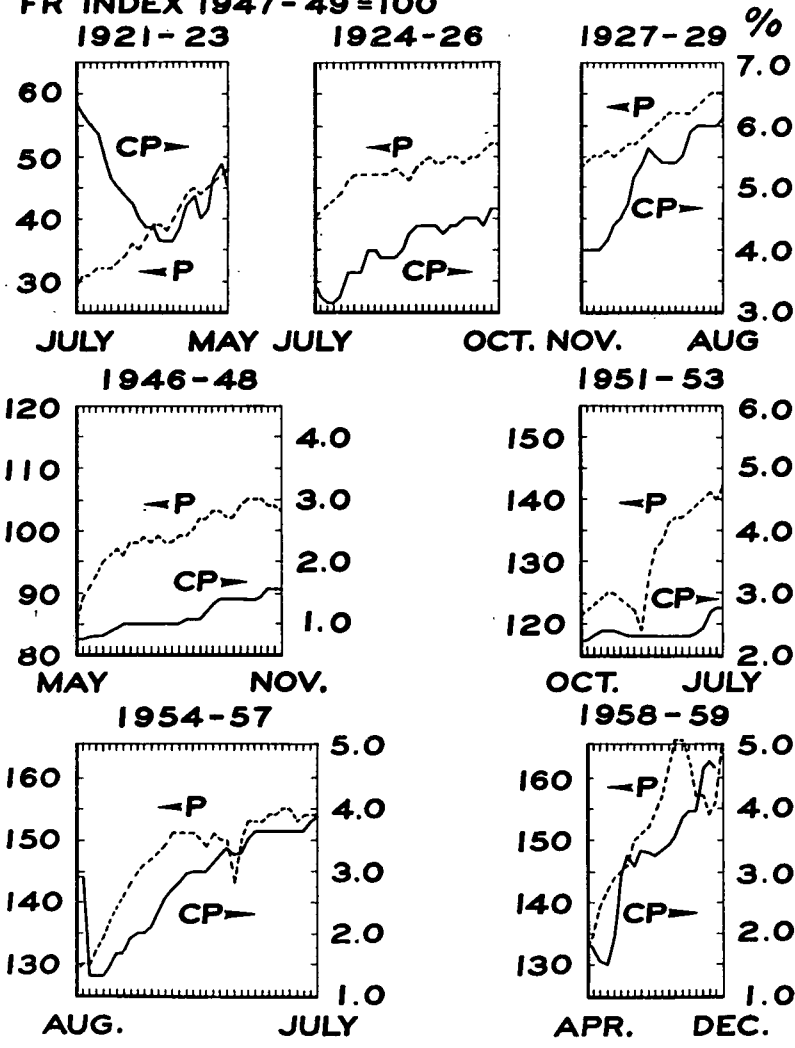 FR INDEX 1947-49=100
%
1921-23 1924-26 1927-29
60 50 40 30
CP P
P CP
P CP
7.0 6.0 5.0 4.0 3.0
JULY MAY JULY OCT. NOV. AUG
1946-48 1951-53
120 110 100 90 80
P CP
4.0 3.0 2.0 1.0
150 140 130 120
P CP
6.0 5.0 4.0 3.0 2.0
MAY NOV. OCT. JULY
1954-57 1958-59
160 150 140 130
P CP
5.0 4.0 3.0 2.0 1.0
160 150 140 130
P CP
5.0 4.0 3.0 2.0 1.0
AUG. JULY APR. DEC.